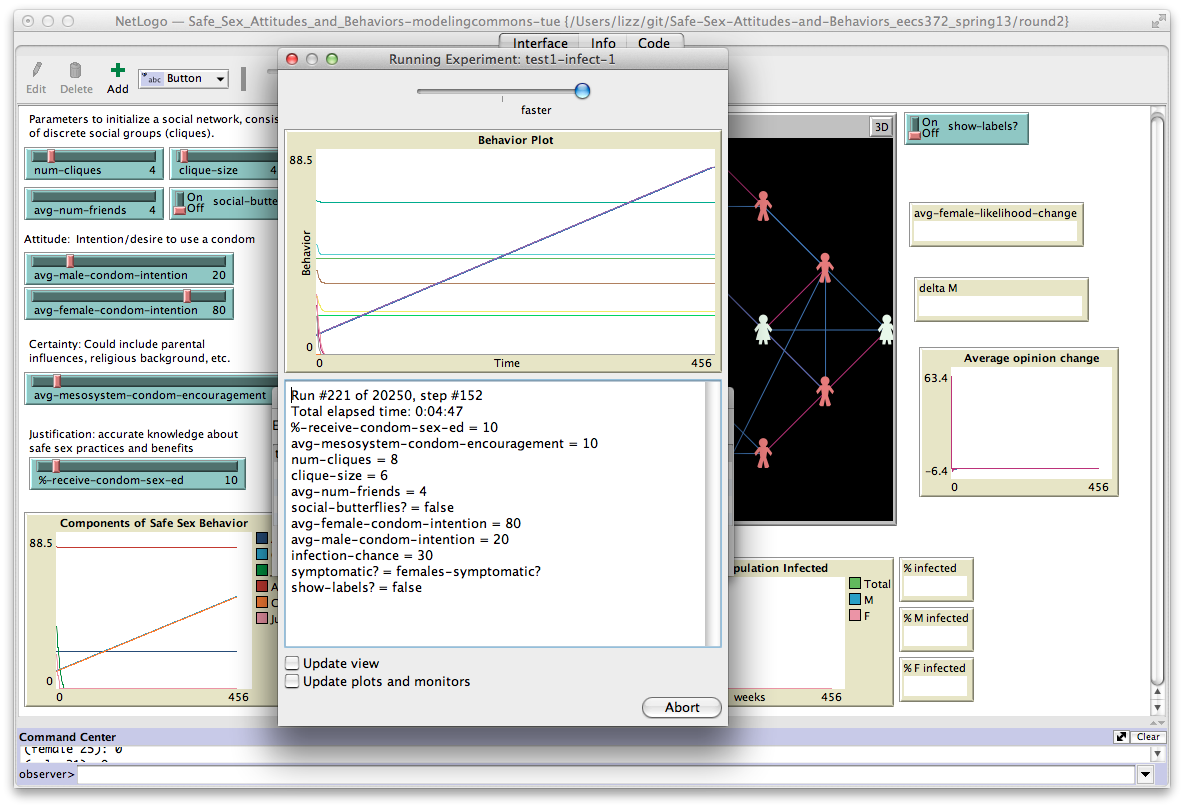 NetLogo — Safe_Sex_Attitudes_and_Behaviors-modelingcommons-tue {/Users/lizz/git/Safe-Sex-Attitudes-and-Behaviors_eecs372_spring13/round2}
Interface Info Code
Running Experiment: test1-infect-1
Edit Delete Add abc Button
faster
Parameters to initialize a social network, consis
of discrete social groups (cliques).
num-cliques 4
clique-size 4
avg-num-friends 4
On
Off
social-butte
Attitude: Intention/desire to use a condom
avg-male-condom-intention 20
avg-female-condom-intention 80
Certainty: Could include parental
influences, religious background, etc.
avg-mesosystem-condom-encouragement
Justification: accurate knowledge about
safe sex practices and benefits
%-receive-condom-sex-ed 10
Components of Safe Sex Behavior
88.5
0
0 456
Behavior Plot
88.5
Behavior
0
0 Time 456
Run #221 of 20250, step #152
Total elapsed time: 0:04:47
%-receive-condom-sex-ed = 10
avg-mesosystem-condom-encouragement = 10
num-cliques = 8
clique-size = 6
avg-num-friends = 4
social-butterflies? = false
avg-female-condom-intention = 80
avg-male-condom-intention = 20
infection-chance = 30
symptomatic? = females-symptomatic?
show-labels? = false
Update view
Update plots and monitors
Abort
3D
On
Off
show-labels?
avg-female-likelihood-change
delta M
Average opinion change
63.4
-6.4
0 456
pulation Infected
Total
M
F
weeks 456
% infected
% M infected
% F infected
Command Center
Clear
(female 25): 0
observer>